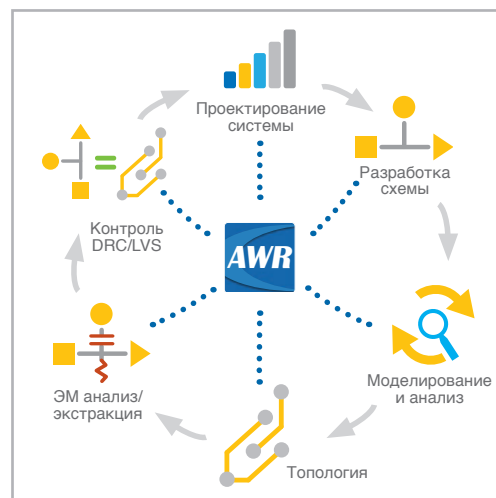 Проектирование
системы
Разработка
схемы
Контроль
DRC/LVS
AWR
Моделирование
и анализ
ЭМ анализ/
экстракция
Топология